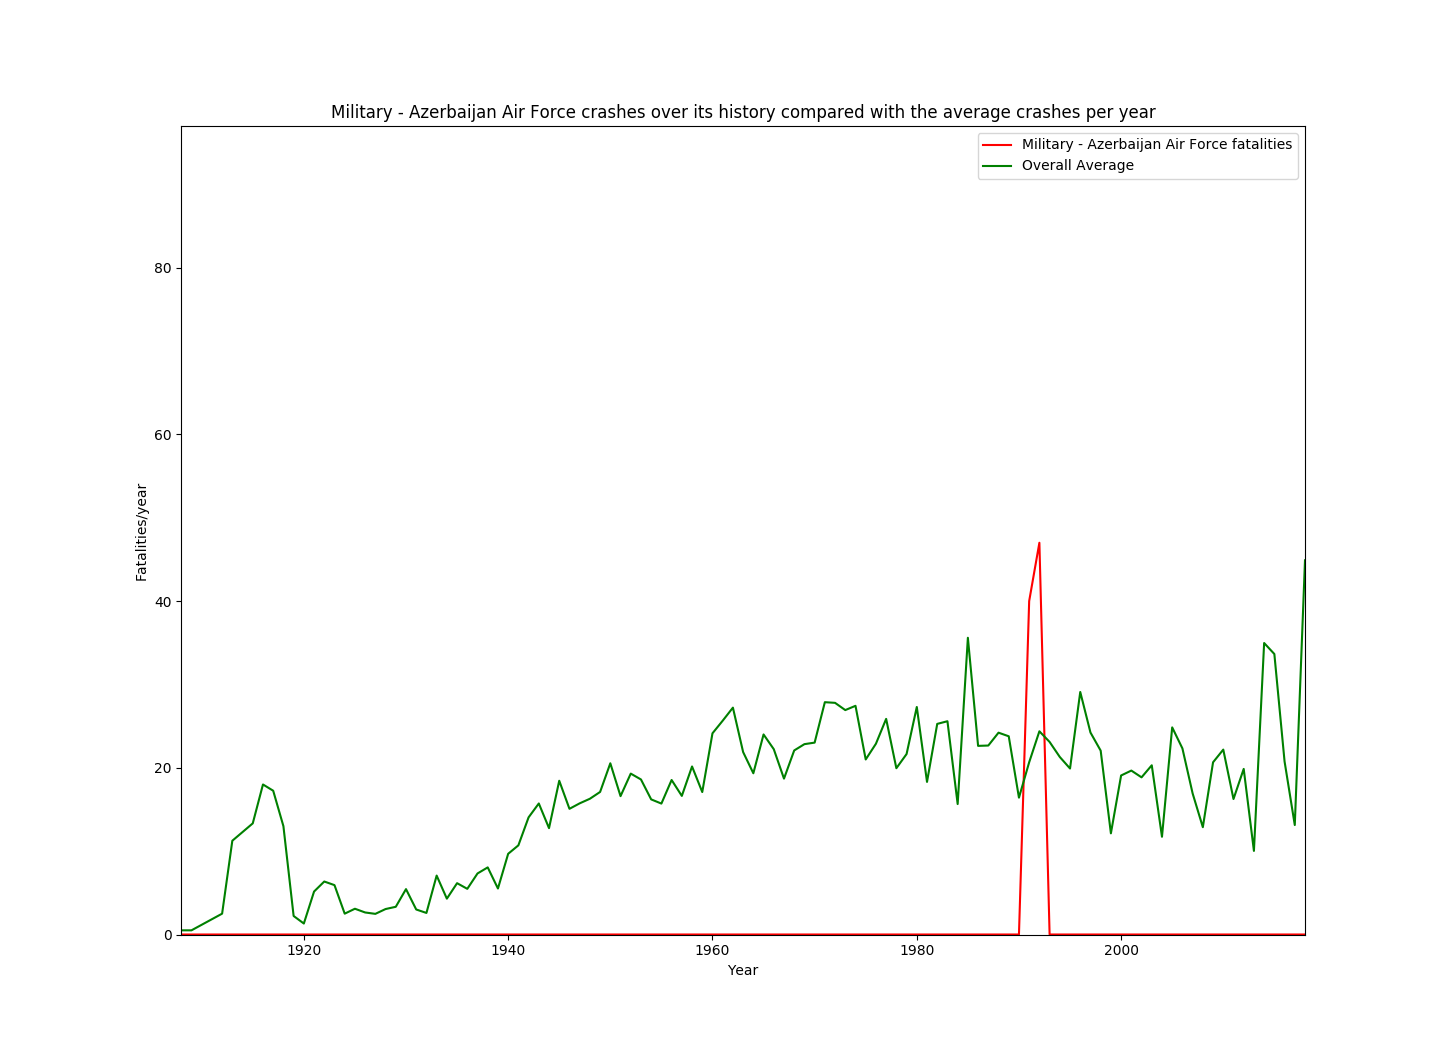 Military - Azerbaijan Air Force crashes over its history compared with the average crashes per year
Military - Azerbaijan Air Force fatalities
Overall Average
80
60
40
20
0
Fatalities/year
1920
1940
1960
1980
2000
Year